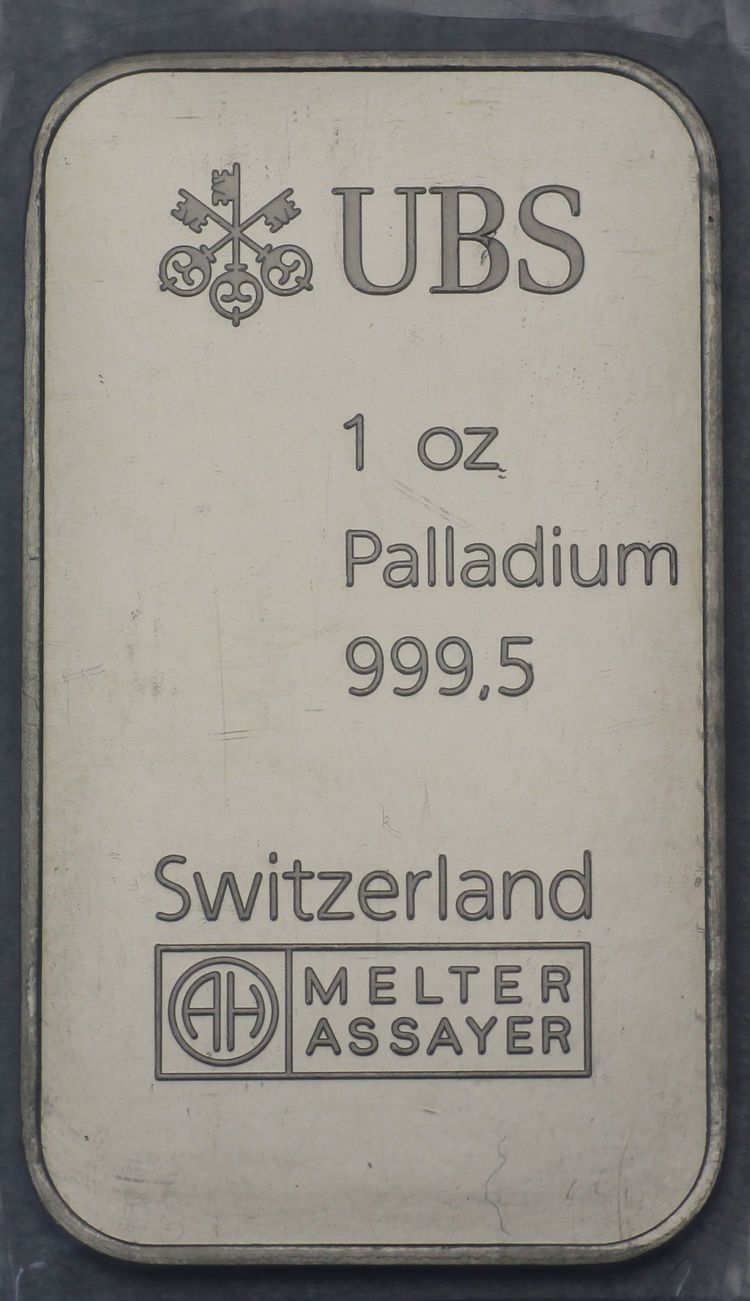 UBS
1 oz
Palladium
999,5
Switzerland
AH
MELTER
ASSAYER